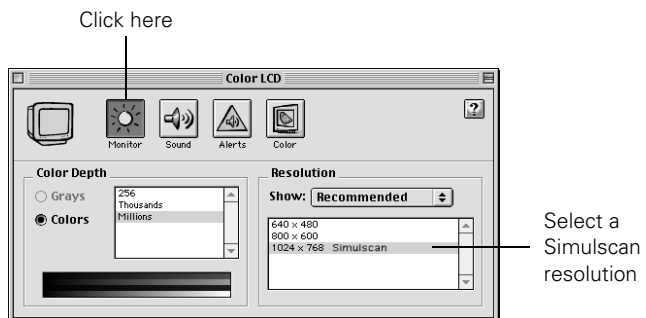 Click here
Color LCD
?
Monitor Sound Alerts Color
Color Depth
Grays
Colors
256
Thousands
Millions
Resolution
Show: Recommended
640 x 480
800 x 600
1024 x 768 Simulscan
Select a
Simulscan
resolution